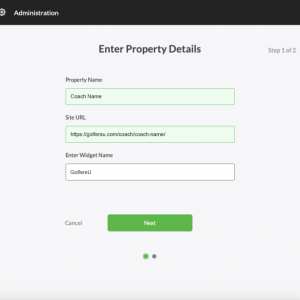 Administration
Enter Property Details
Step 1 of 2
Property Name
Coach Name
Site URL
https://golfersu.com/coach/coach-name/
Enter Widget Name
GolfersU
Cancel
Next